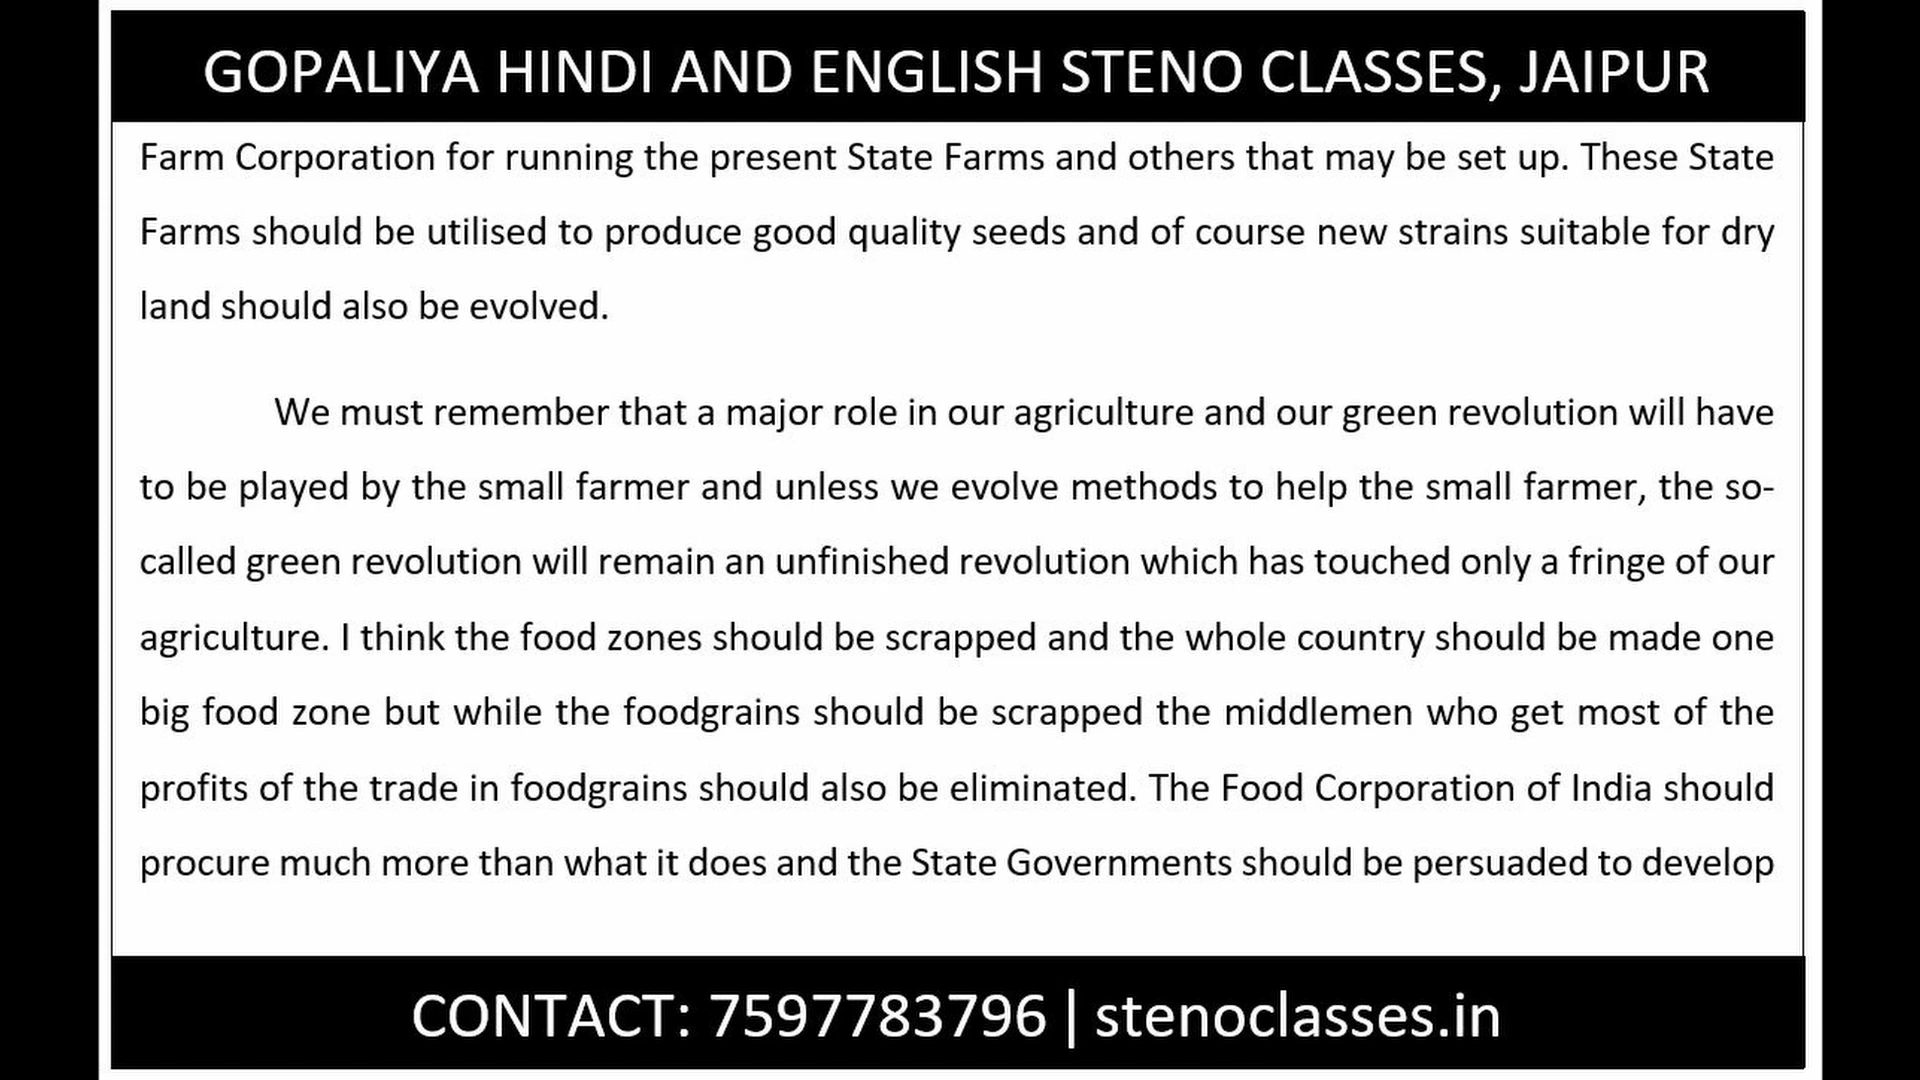 GOPALIYA HINDI AND ENGLISH STENO CLASSES, JAIPUR
Farm Corporation for running the present State Farms and others that may be set up. These State
Farms should be utilised to produce good quality seeds and of course new strains suitable for dry
land should also be evolved.
We must remember that a major role in our agriculture and our green revolution will have
to be played by the small farmer and unless we evolve methods to help the small farmer, the so-
called green revolution will remain an unfinished revolution which has touched only a fringe of our
agriculture. I think the food zones should be scrapped and the whole country should be made one
big food zone but while the foodgrains should be scrapped the middlemen who get most of the
profits of the trade in foodgrains should also be eliminated. The Food Corporation of India should
procure much more than what it does and the State Governments should be persuaded to develop
CONTACT: 7597783796 | stenoclasses.in